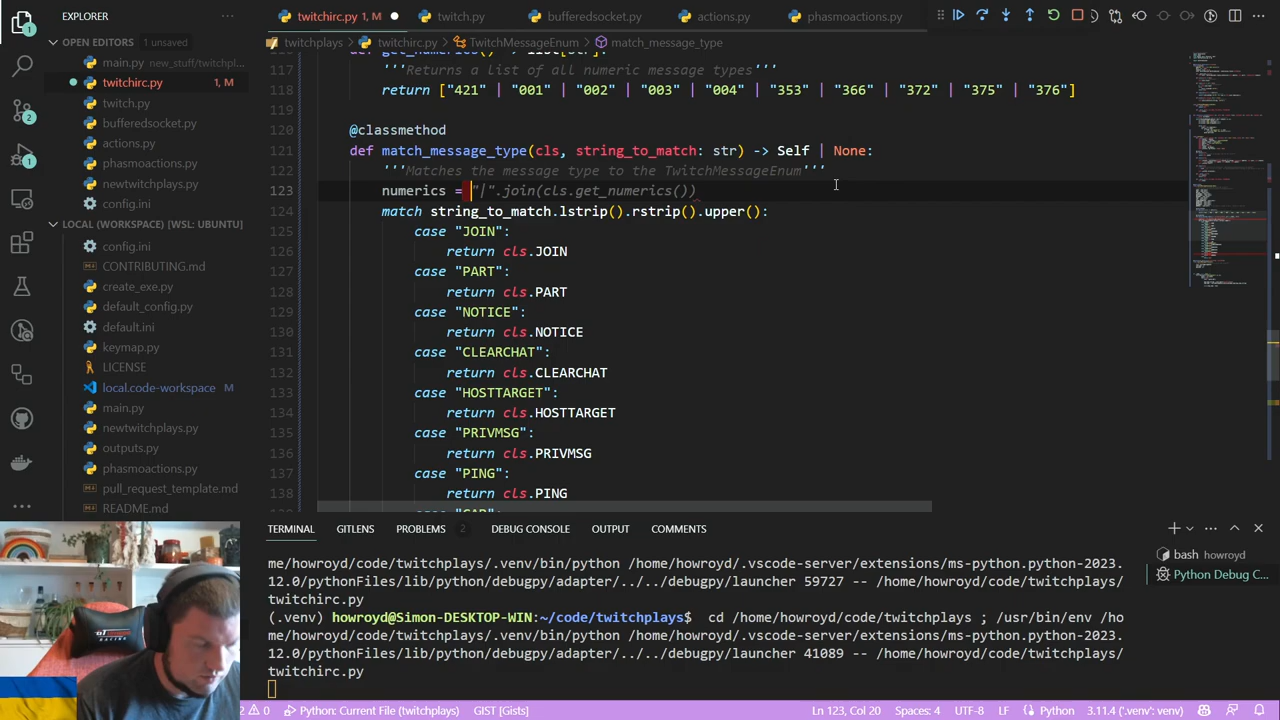 EXPLORER
OPEN EDITORS 1 unsaved
main.py new_stuff/twitchpl...
twitchirc.py 1, M
twitch.py
bufferedsocket.py
actions.py
phasmoactions.py
newtwitchplays.py
config.ini
LOCAL (WORKSPACE) [WSL: UBUNTU]
config.ini
CONTRIBUTING.md
create_exe.py
default_config.py
default.ini
keymap.py
LICENSE
local.code-workspace M
main.py
newtwitchplays.py
outputs.py
phasmoactions.py
pull_request_template.md
README.md
2
1
twitchirc.py 1, M
twitch.py
bufferedsocket.py
actions.py
phasmoactions.py
twitchplays > twitchirc.py > TwitchMessageEnum > match_message_type
def get_numerics() -> list[str]:
117 '''Returns a list of all numeric message types'''
118 return ["421" | "001" | "002" | "003" | "004" | "353" | "366" | "372" | "375" | "376"]
119
120 @classmethod
121 def match_message_type(cls, string_to_match: str) -> Self | None:
122 '''Matches the message type to the TwitchMessageEnum'''
123 numerics = "|".join(cls.get_numerics())
124 match string_to_match.lstrip().rstrip().upper():
125 case "JOIN":
126 return cls.JOIN
127 case "PART":
128 return cls.PART
129 case "NOTICE":
130 return cls.NOTICE
131 case "CLEARCHAT":
132 return cls.CLEARCHAT
133 case "HOSTTARGET":
134 return cls.HOSTTARGET
135 case "PRIVMSG":
136 return cls.PRIVMSG
137 case "PING":
138 return cls.PING
TERMINAL GITLENS PROBLEMS 2 DEBUG CONSOLE OUTPUT COMMENTS
me/howroyd/code/twitchplays/.venv/bin/python /home/howroyd/.vscode-server/extensions/ms-python.python-2023.
12.0/pythonFiles/lib/python/debugpy/adapter/../../debugpy/launcher 59727 -- /home/howroyd/code/twitchplays/
twitchirc.py
(.venv) howroyd@Simon-DESKTOP-WIN:~/code/twitchplays$ cd /home/howroyd/code/twitchplays ; /usr/bin/env /ho
me/howroyd/code/twitchplays/.venv/bin/python /home/howroyd/.vscode-server/extensions/ms-python.python-2023.
12.0/pythonFiles/lib/python/debugpy/adapter/../../debugpy/launcher 41089 -- /home/howroyd/code/twitchplays/
twitchirc.py
bash howroyd
Python Debug C...
RACING
2 0 Python: Current File (twitchplays) GIST [Gists] Ln 123, Col 20 Spaces: 4 UTF-8 LF Python 3.11.4 ('.venv': venv)